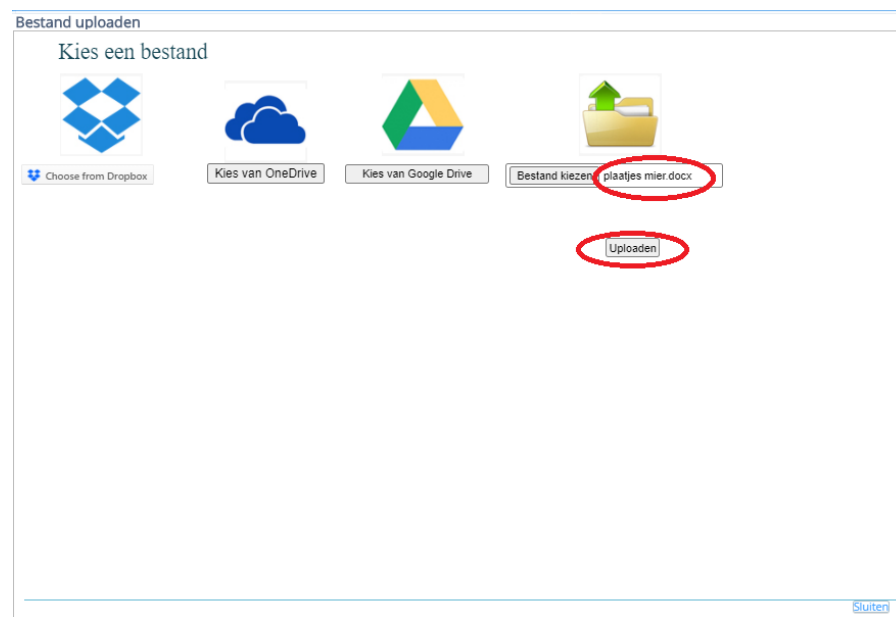 Bestand uploaden
Kies een bestand
Choose from Dropbox
Kies van OneDrive
Kies van Google Drive
Bestand kiezen plaatjes mier.docx
Uploaden
Sluiten